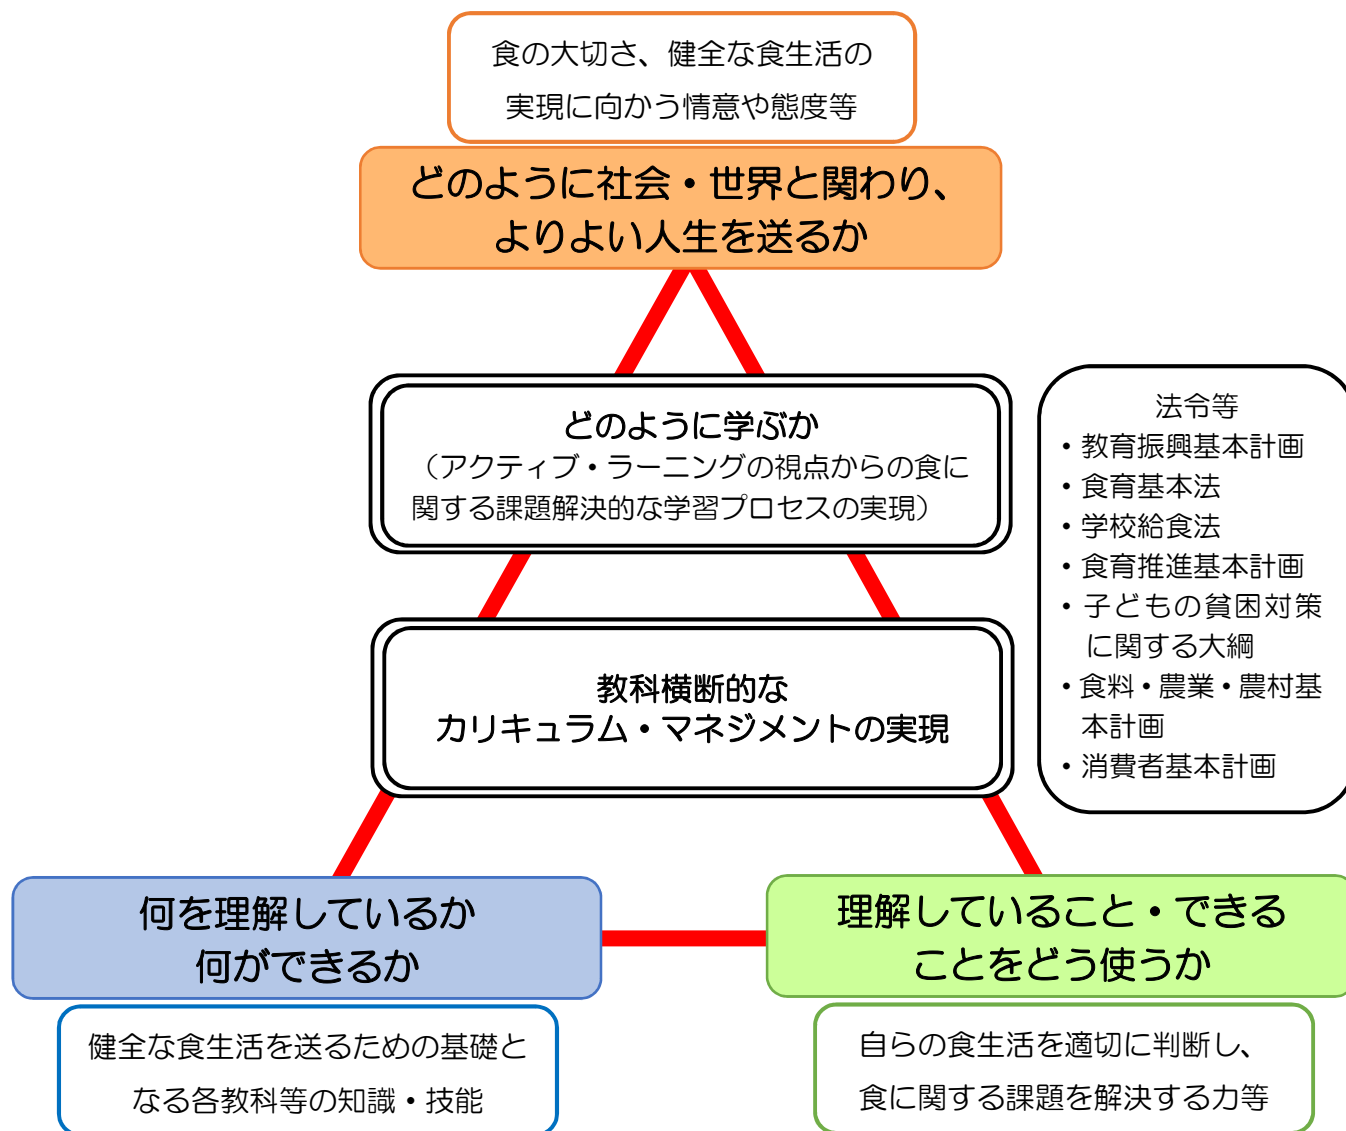 食の大切さ、健全な食生活の
実現に向かう情意や態度等
どのように社会・世界と関わり、
よりよい人生を送るか
どのように学ぶか
（アクティブ・ラーニングの視点からの食に
関する課題解決的な学習プロセスの実現）
教科横断的な
カリキュラム・マネジメントの実現
法令等
・教育振興基本計画
・食育基本法
・学校給食法
・食育推進基本計画
・子どもの貧困対策
に関する大綱
・食料・農業・農村基
本計画
・消費者基本計画
何を理解しているか
何ができるか
健全な食生活を送るための基礎と
なる各教科等の知識・技能
理解していること・できる
ことをどう使うか
自らの食生活を適切に判断し、
食に関する課題を解決する力等